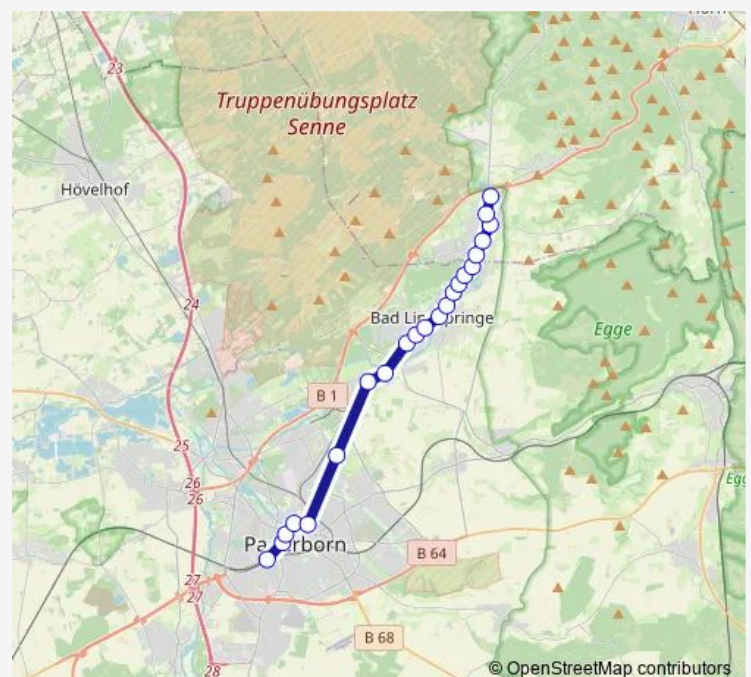 Horn
23
Truppenübungsplatz
Senne
Hövelhof
24
Bad Lippspringe
Egge
B 1
25
26
26
Egg
Paderborn
B 64
27
27
B 68
28
© OpenStreetMap contributors